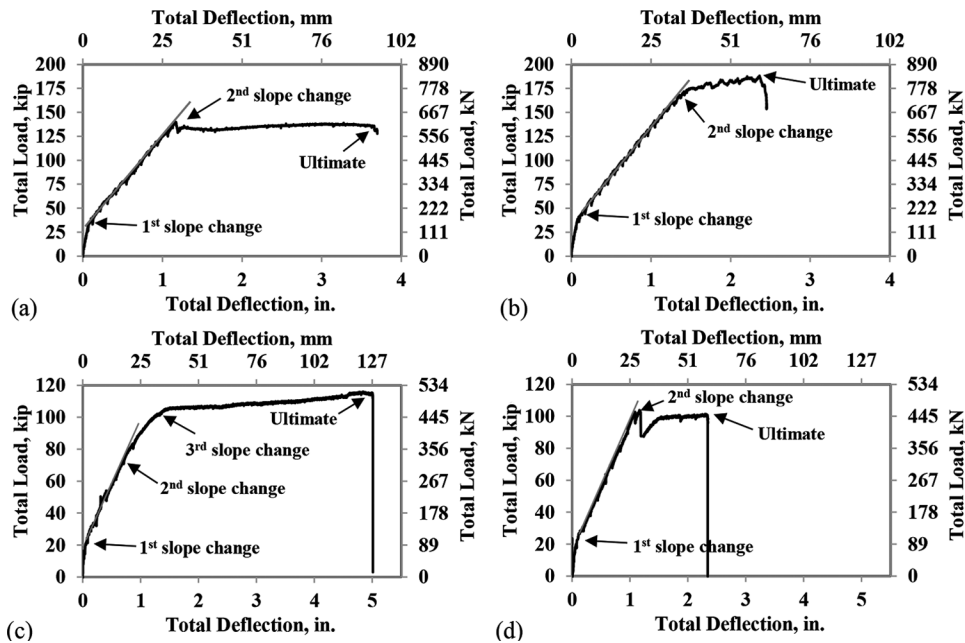 (a)
Total Deflection, mm
0 25 51 76 102
Total Load, kip
200
175
150
125
100
75
50
25
0
2nd slope change
Ultimate
1st slope change
890
778
667
556
445
334
222
111
0
Total Load, kN
0 1 2 3 4
Total Deflection, in.
(b)
Total Deflection, mm
0 25 51 76 102
Total Load, kip
200
175
150
125
100
75
50
25
0
Ultimate
2nd slope change
1st slope change
890
778
667
556
445
334
222
111
0
Total Load, kN
0 1 2 3 4
Total Deflection, in.
(c)
Total Deflection, mm
0 25 51 76 102 127
Total Load, kip
120
100
80
60
40
20
0
Ultimate
3rd slope change
2nd slope change
1st slope change
534
445
356
267
178
89
0
Total Load, kN
0 1 2 3 4 5
Total Deflection, in.
(d)
Total Deflection, mm
0 25 51 76 102 127
Total Load, kip
120
100
80
60
40
20
0
2nd slope change
Ultimate
1st slope change
534
445
356
267
178
89
0
Total Load, kN
0 1 2 3 4 5
Total Deflection, in.